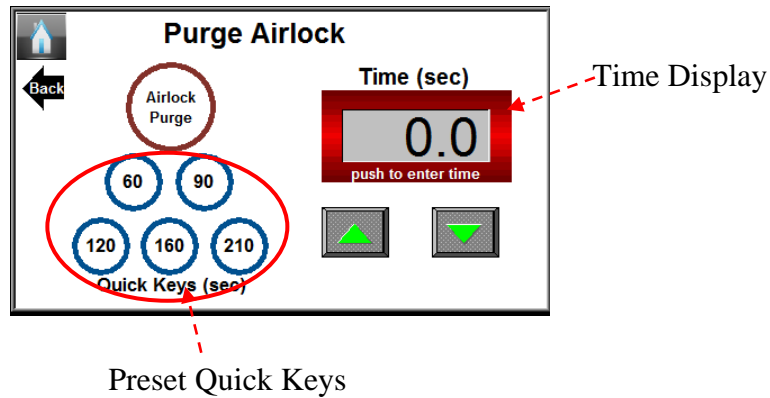 Purge Airlock
Back
Airlock
Purge
Time (sec)
Time Display
0.0
push to enter time
60 90
120 160 210
Quick Keys (sec)
Preset Quick Keys